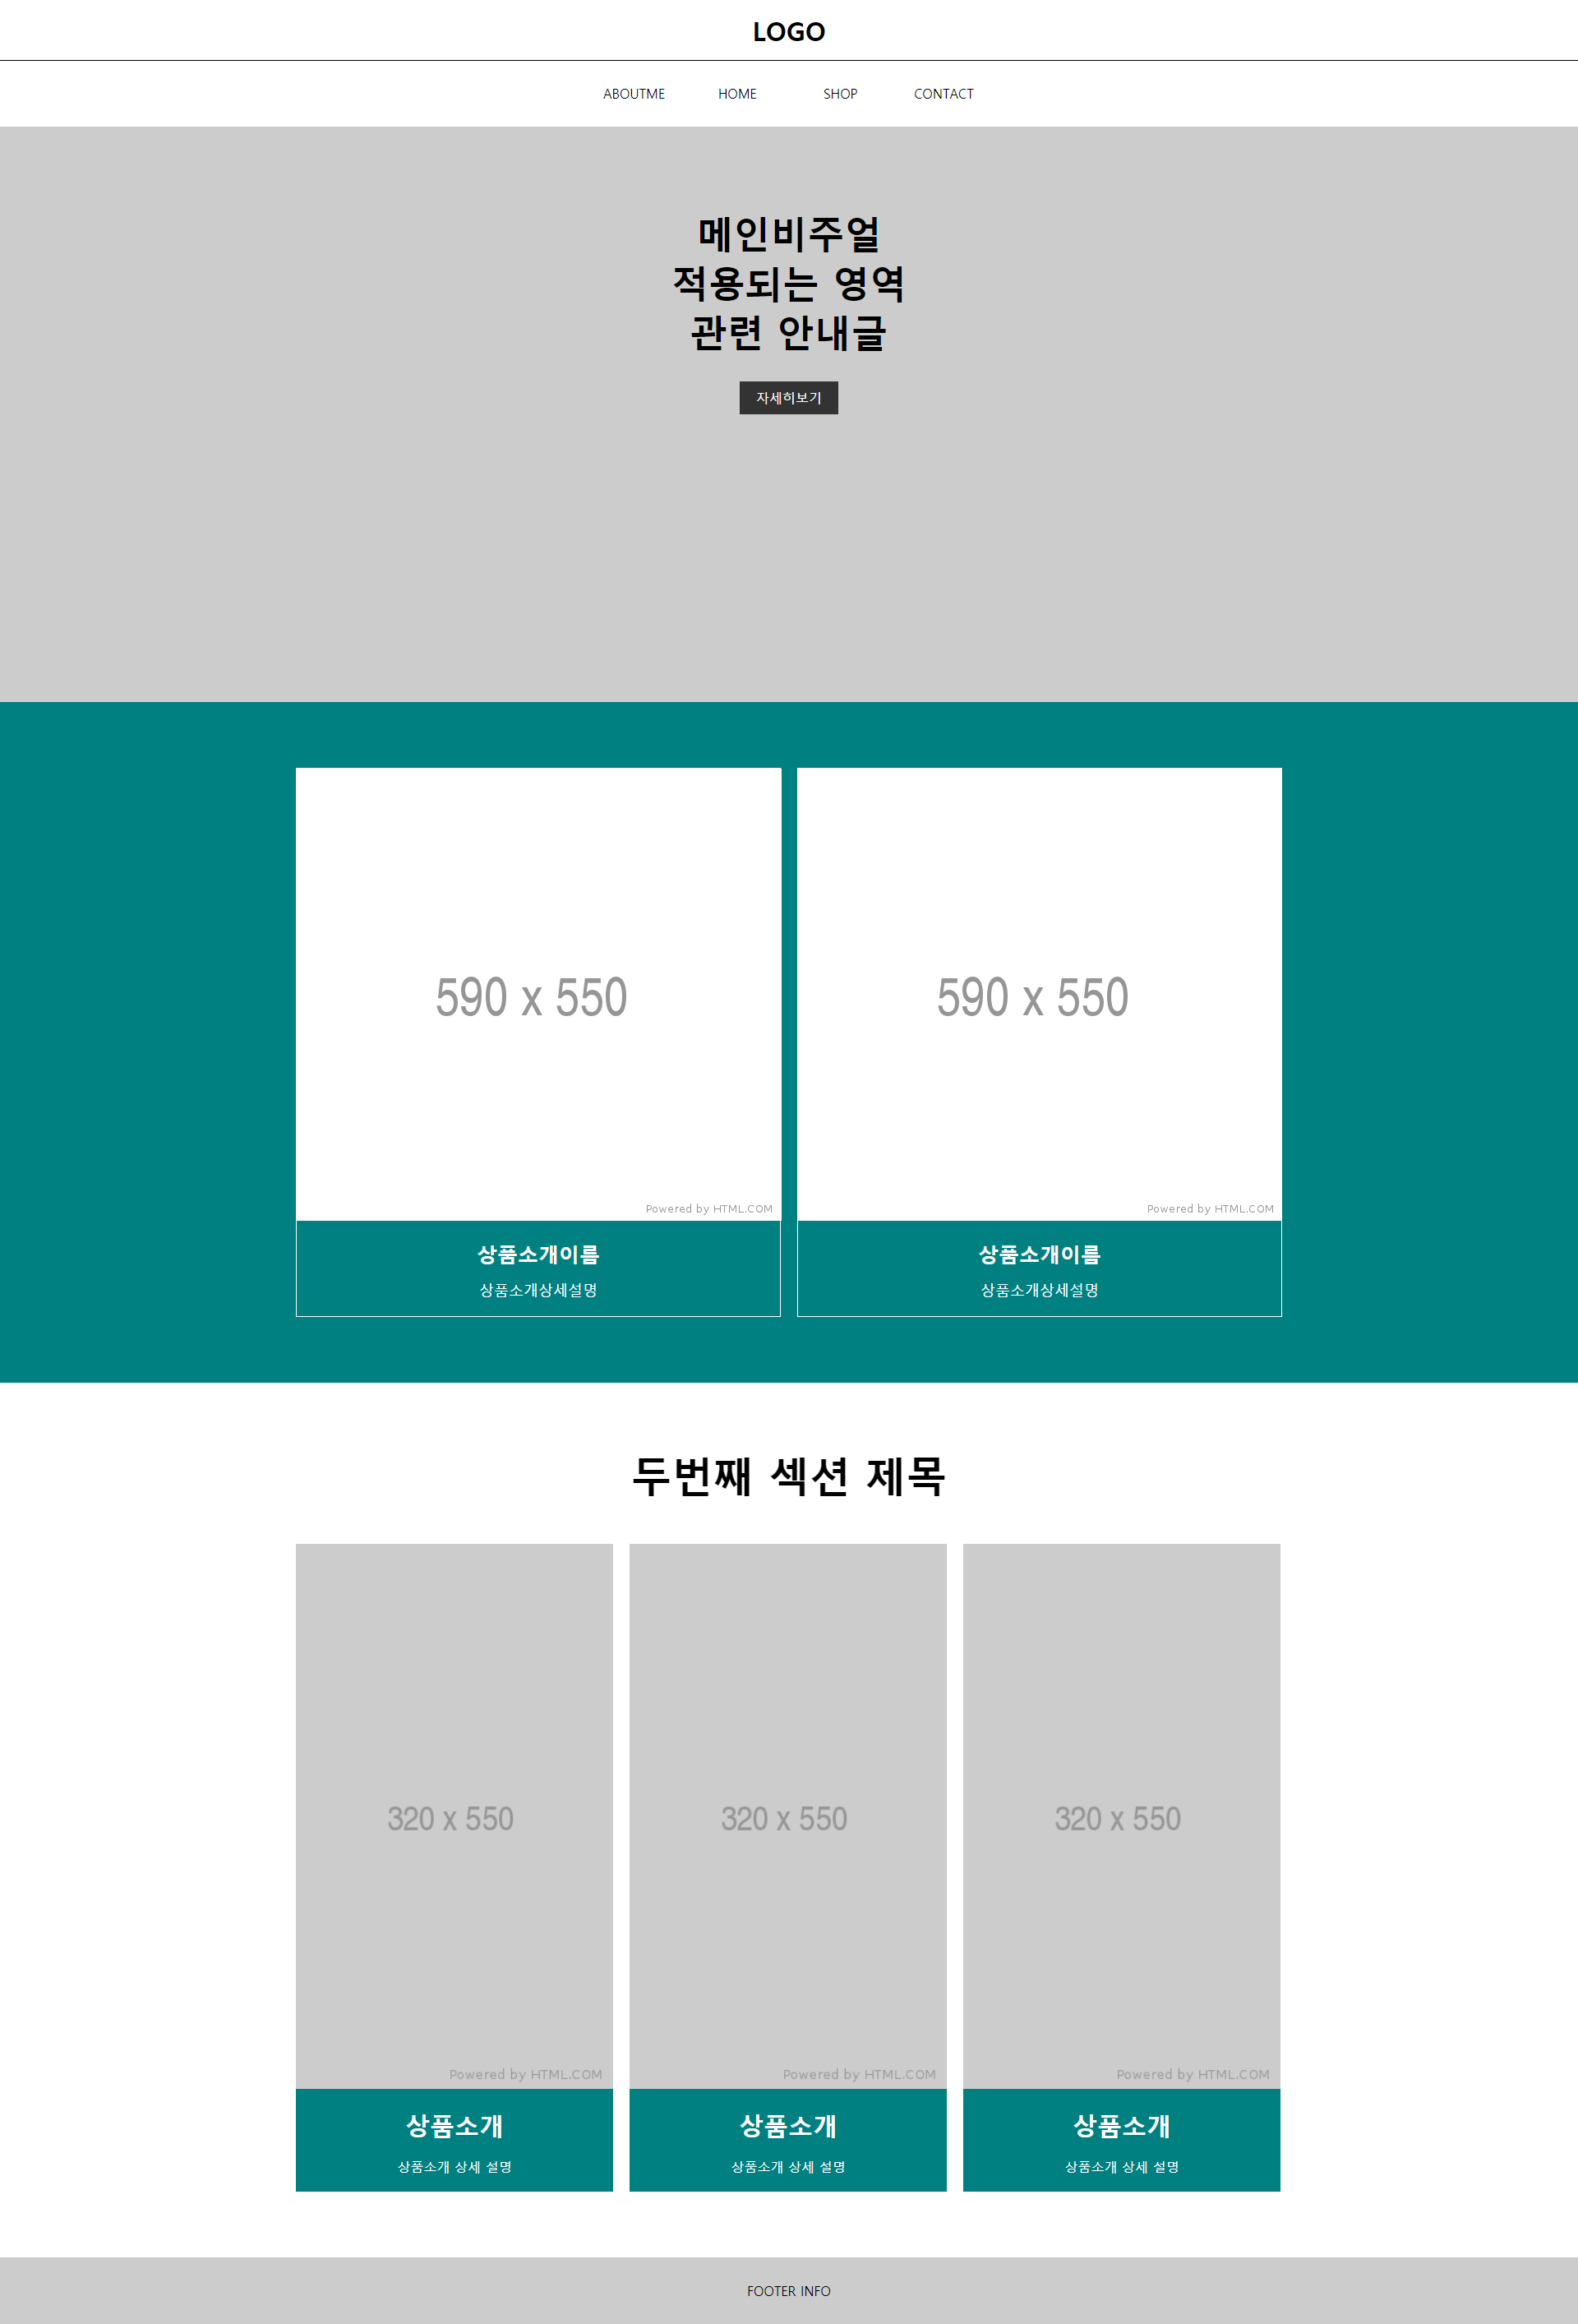 LOGO
ABOUTME HOME SHOP CONTACT
메인비주얼
적용되는 영역
관련 안내글
자세히보기
590 x 550 590 x 550
Powered by HTML.COM Powered by HTML.COM
상품소개이름 상품소개이름
상품소개상세설명 상품소개상세설명
두번째 섹션 제목
320 x 550 320 x 550 320 x 550
Powered by HTML.COM Powered by HTML.COM Powered by HTML.COM
상품소개 상품소개 상품소개
상품소개 상세 설명 상품소개 상세 설명 상품소개 상세 설명
FOOTER INFO